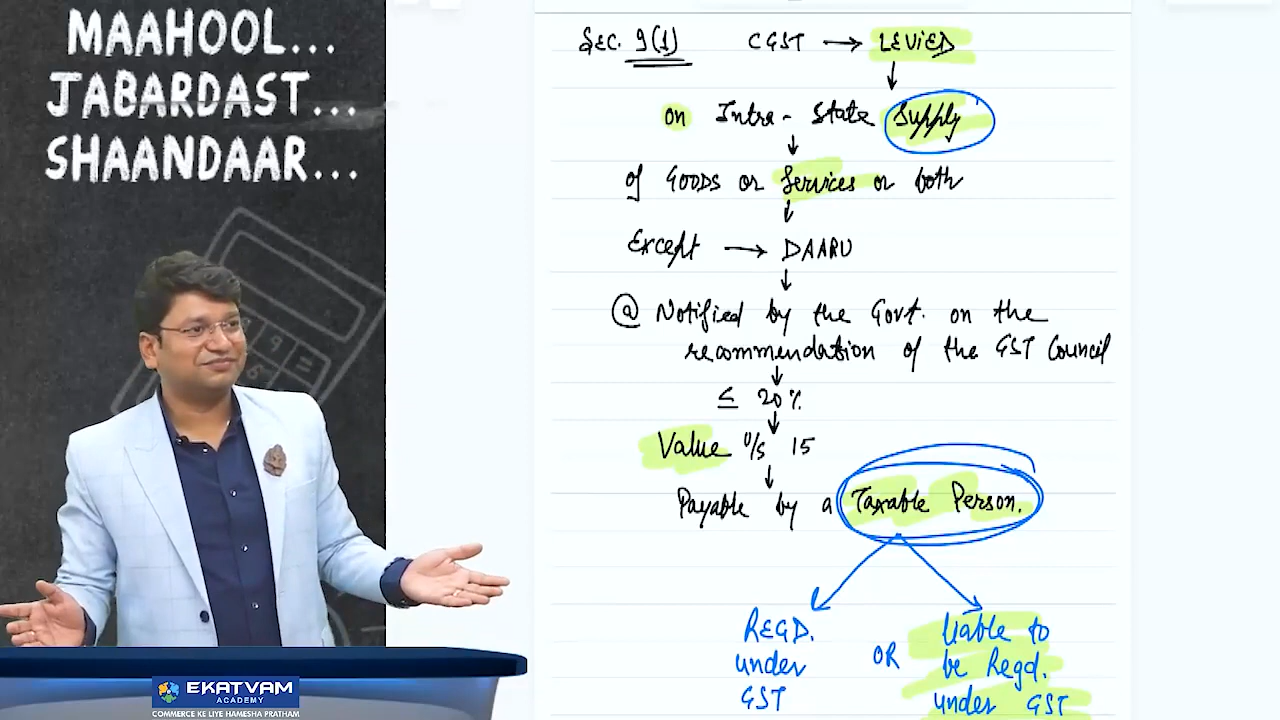 MAAHOOL...
JABARDAST...
SHAANDAAR...
EKATVAM
ACADEMY
COMMERCE KE LIYE HAMESHA PRATHAM
SEC. 9(1) CGST → LEVIED
↓
on Intra-State Supply
↓
of GOODS or Services or both
↓
Except → DAARU
↓
@ Notified by the Govt. on the
recommendation of the GST Council
↓
≤ 20%
↓
Value u/s 15
↓
Payable by a Taxable Person.
REGD. under GST
OR
Liable to be Regd. under GST